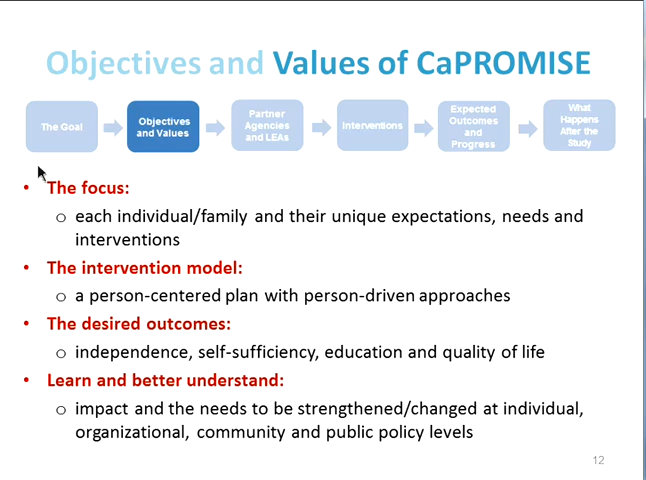 Objectives and Values of CaPROMISE
The Goal
Objectives
and Values
Partner
Agencies
and LEAs
Interventions
Expected
Outcomes
and
Progress
What
Happens
After the
Study
• The focus:
o each individual/family and their unique expectations, needs and
interventions
• The intervention model:
o a person-centered plan with person-driven approaches
• The desired outcomes:
o independence, self-sufficiency, education and quality of life
• Learn and better understand:
o impact and the needs to be strengthened/changed at individual,
organizational, community and public policy levels
12